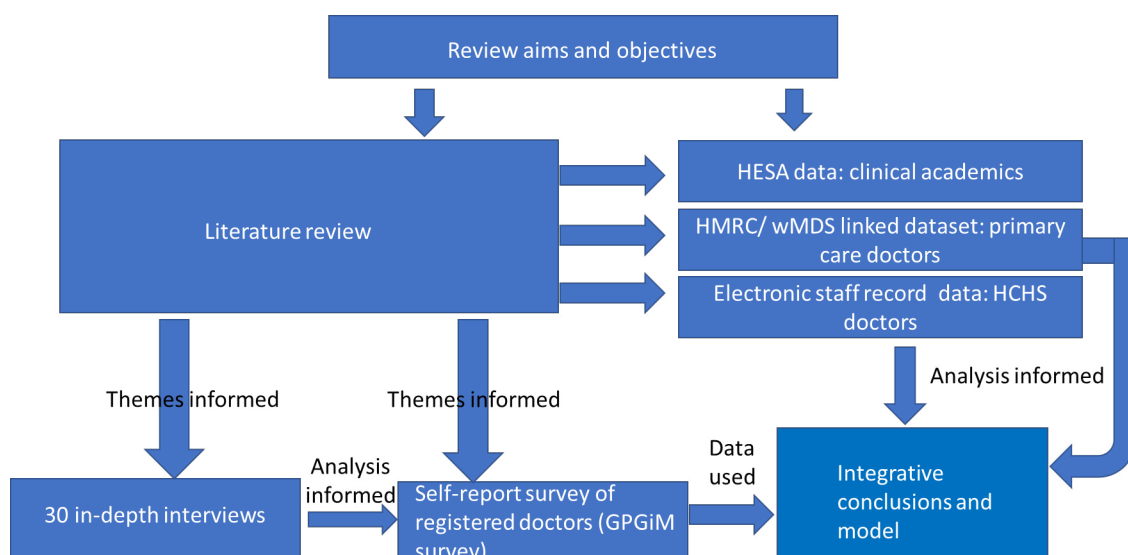 Review aims and objectives
Literature review
HESA data: clinical academics
HMRC/ wMDS linked dataset: primary
care doctors
Electronic staff record  data: HCHS
doctors
Themes informed
Themes informed
Analysis informed
30 in-depth interviews
Analysis
informed
Self-report survey of
registered doctors (GPGiM
survey)
Data
used
Integrative
conclusions and
model